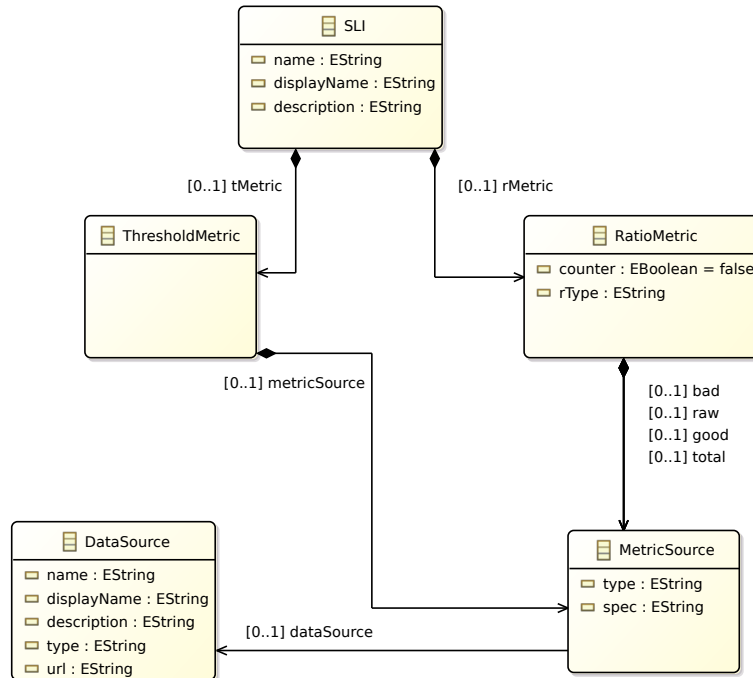 SLI
name : EString
displayName : EString
description : EString
[0..1] tMetric
[0..1] rMetric
ThresholdMetric
RatioMetric
counter : EBoolean = false
rType : EString
[0..1] metricSource
[0..1] bad
[0..1] raw
[0..1] good
[0..1] total
DataSource
name : EString
displayName : EString
description : EString
type : EString
url : EString
MetricSource
type : EString
spec : EString
[0..1] dataSource